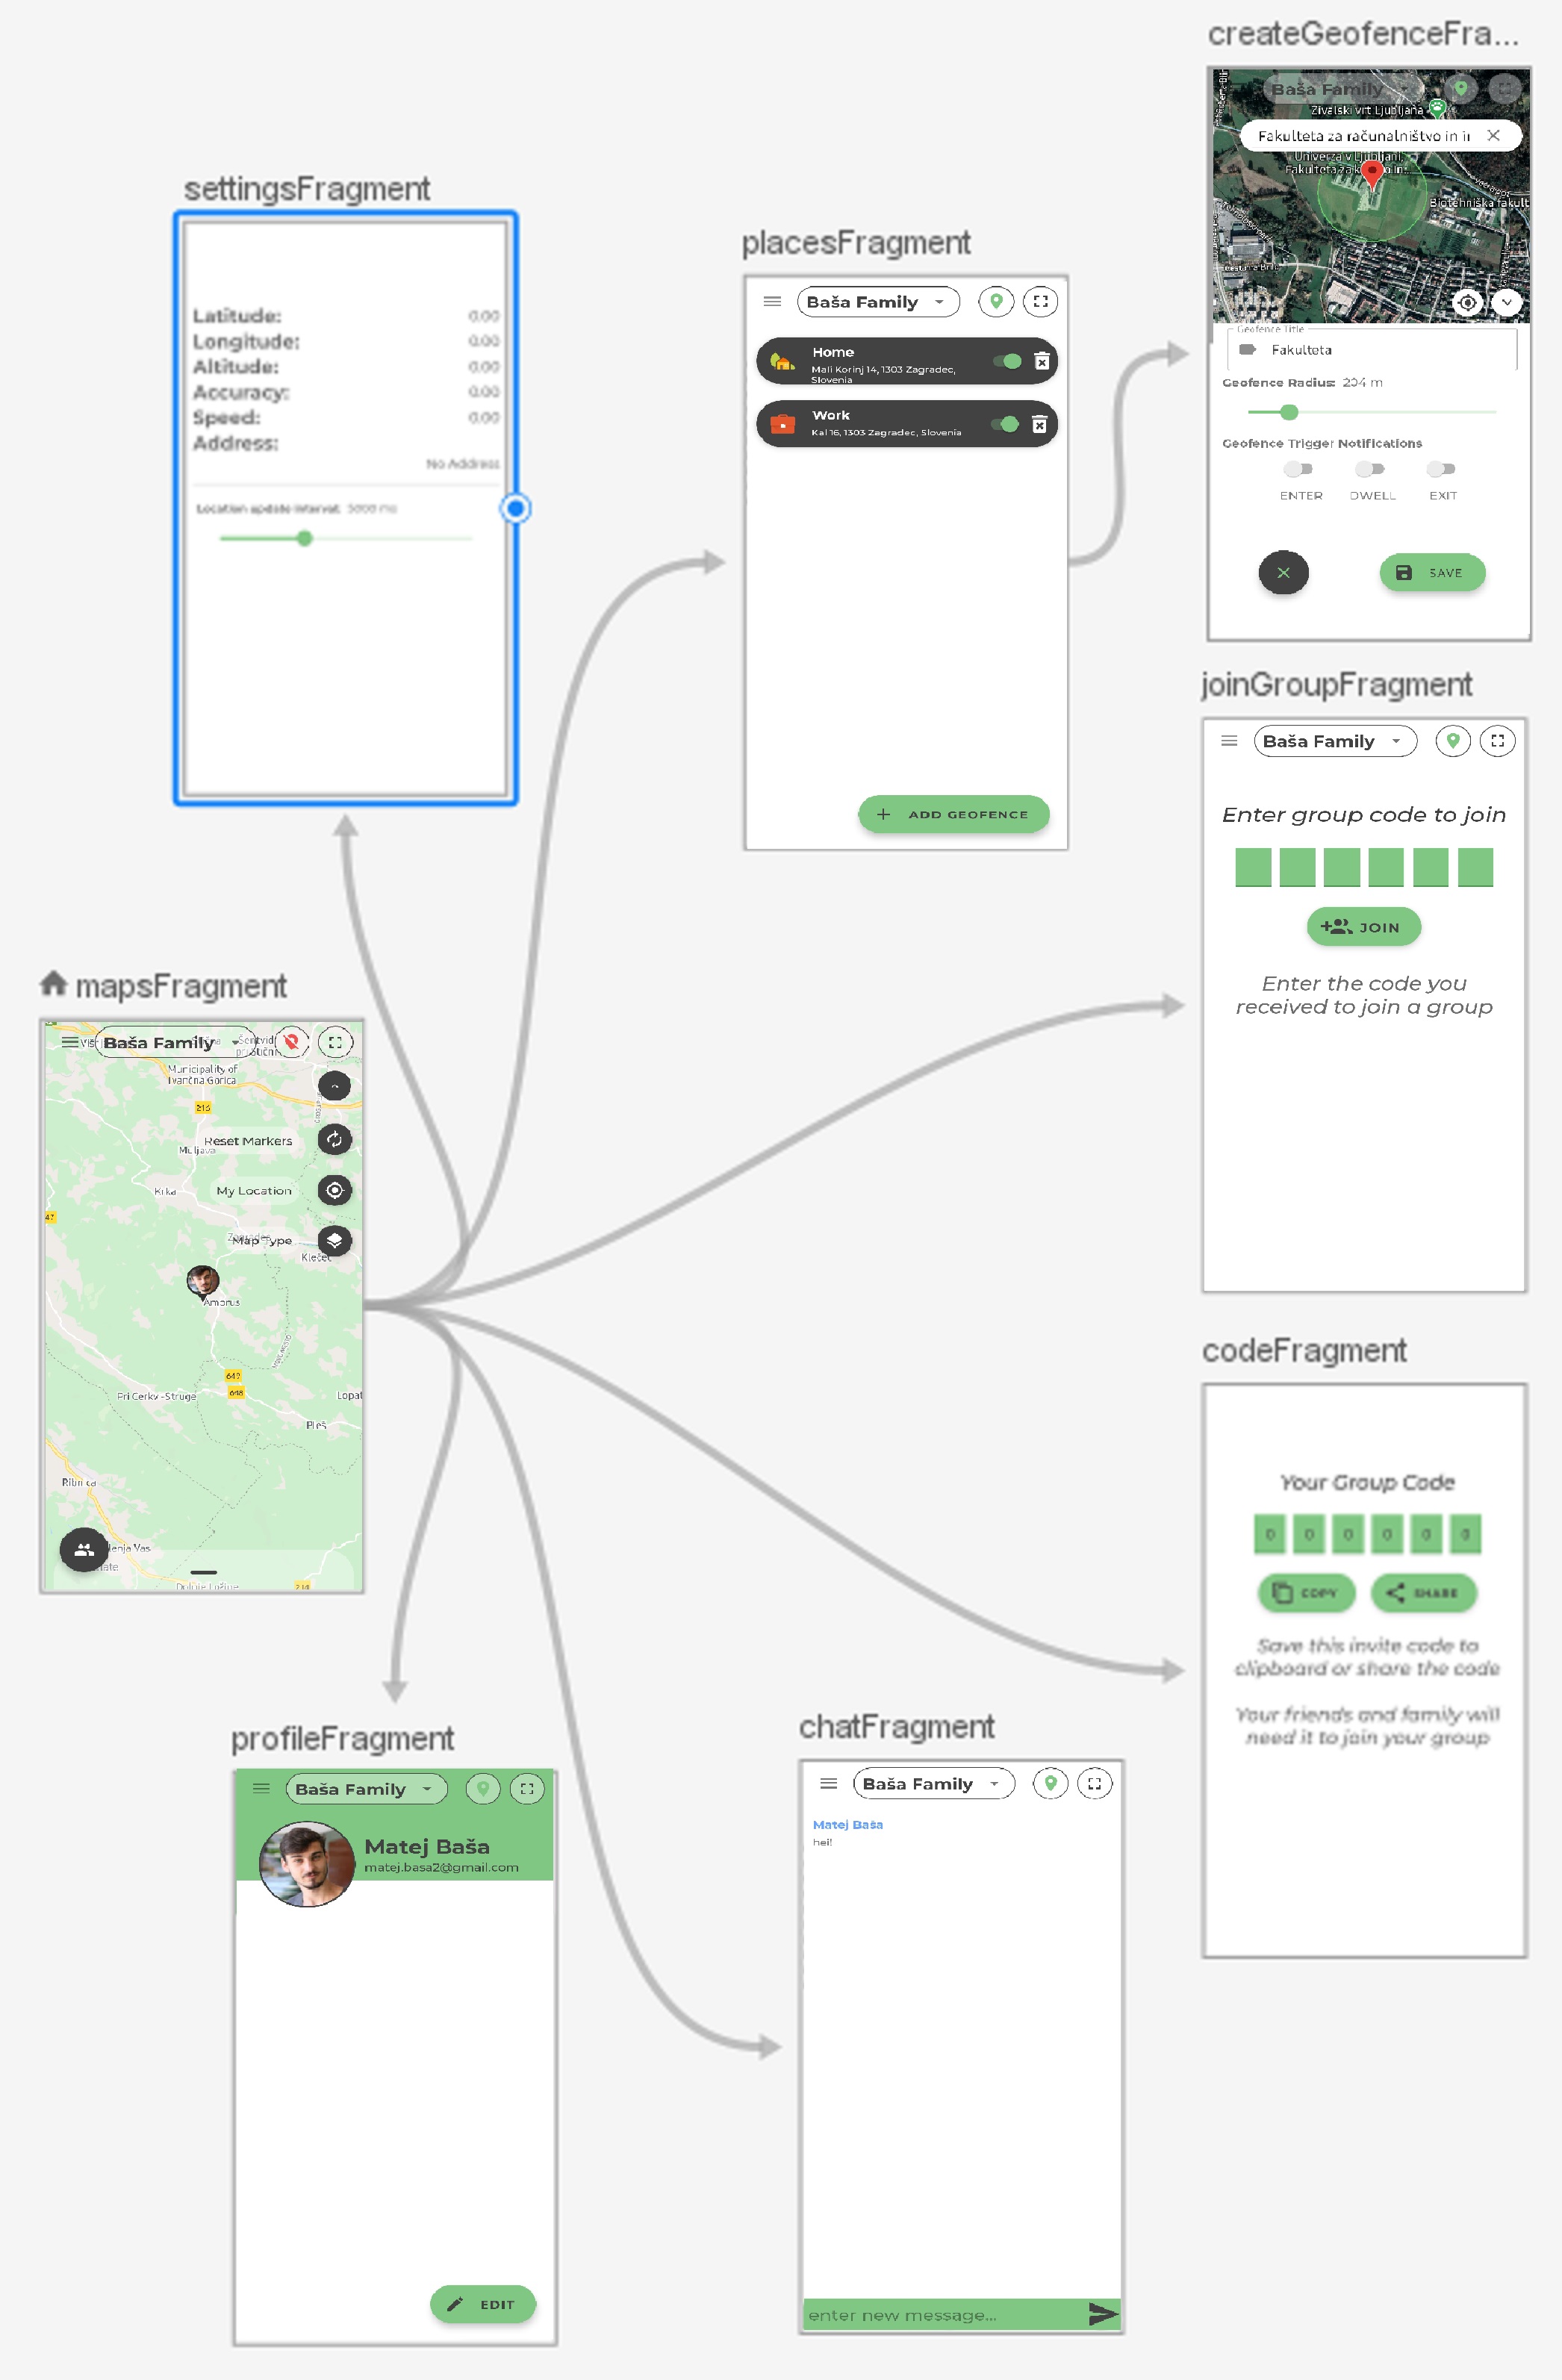 createGeofenceFra...
Baša Family
Živalski vrt Ljubljana
Fakulteta za računalništvo in in
Univerza v Ljubljani,
Biotehniška fakult
Geofence Title
Fakulteta
Geofence Radius: 204 m
Geofence Trigger Notifications
ENTER DWELL EXIT
SAVE
settingsFragment
Latitude: 0.00
Longitude: 0.00
Altitude: 0.00
Accuracy: 0.00
Speed: 0.00
Address:
No Address
Location update interval: 5000 ms
placesFragment
Baša Family
Home
Mali Korinj 14, 1303 Zagradec,
Slovenia
Work
Kal 16, 1303 Zagradec, Slovenia
ADD GEOFENCE
joinGroupFragment
Baša Family
Enter group code to join
JOIN
Enter the code you
received to join a group
mapsFragment
Baša Family
Municipality of
Ivančna Gorica
216
Reset Markers
Muljava
Krka
My Location
47
Map Type
Ambrus
649
648
Pri Cerkvi-Struge
Lopat
Ribnica
codeFragment
Your Group Code
0 0 0 0 0 0
COPY SHARE
Save this invite code to
clipboard or share the code
Your friends and family will
need it to join your group
profileFragment
Baša Family
Matej Baša
matej.basa2@gmail.com
EDIT
chatFragment
Baša Family
Matej Baša
hei!
enter new message...